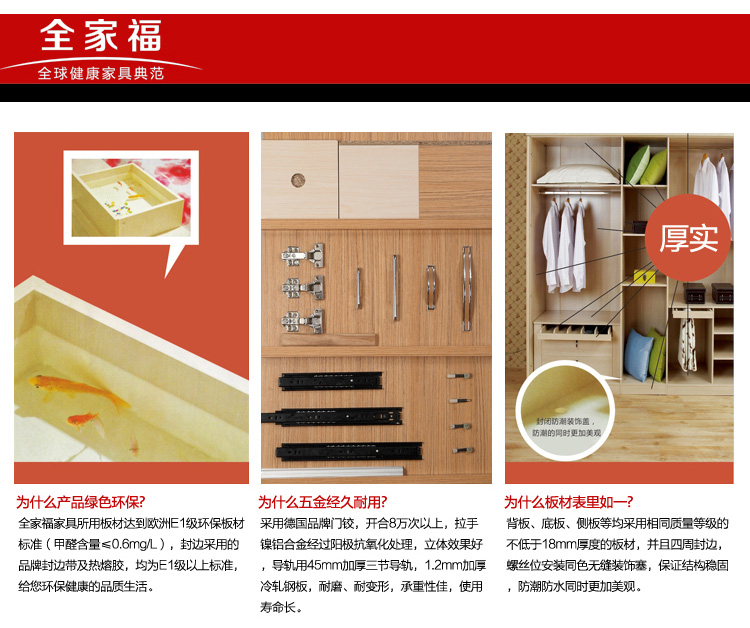 全家福
全球健康家具典范
厚实
封闭防潮装饰盖，
防潮的同时更加美观
为什么产品绿色环保?
全家福家具所用板材达到欧洲E1级环保板材
标准（甲醛含量≤0.6mg/L），封边采用的
品牌封边带及热熔胶，均为E1级以上标准，
给您环保健康的品质生活。
为什么五金经久耐用?
采用德国品牌门铰，开合8万次以上，拉手
镍铝合金经过阳极抗氧化处理，立体效果好
，导轨用45mm加厚三节导轨，1.2mm加厚
冷轧钢板，耐磨、耐变形，承重性佳，使用
寿命长。
为什么板材表里如一?
背板、底板、侧板等均采用相同质量等级的
不低于18mm厚度的板材，并且四周封边，
螺丝位安装同色无缝装饰塞，保证结构稳固
，防潮防水同时更加美观。